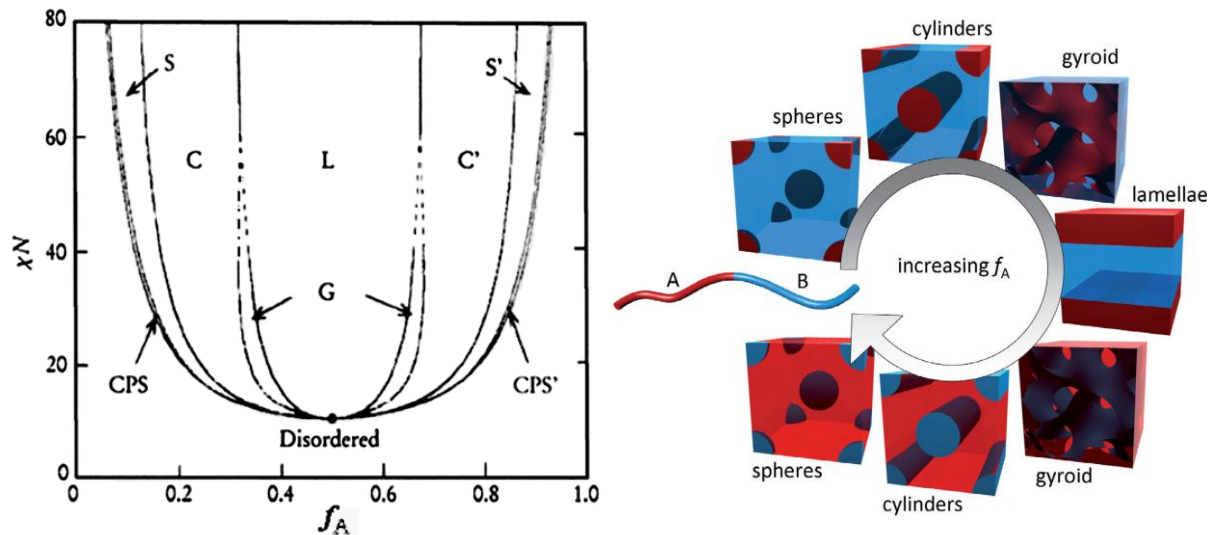 80
60
40
20
0
χN
S
S'
C
L
C'
G
CPS
CPS'
Disordered
0
0.2
0.4
0.6
0.8
1.0
fA
cylinders
gyroid
spheres
lamellae
A
B
increasing fA
spheres
cylinders
gyroid